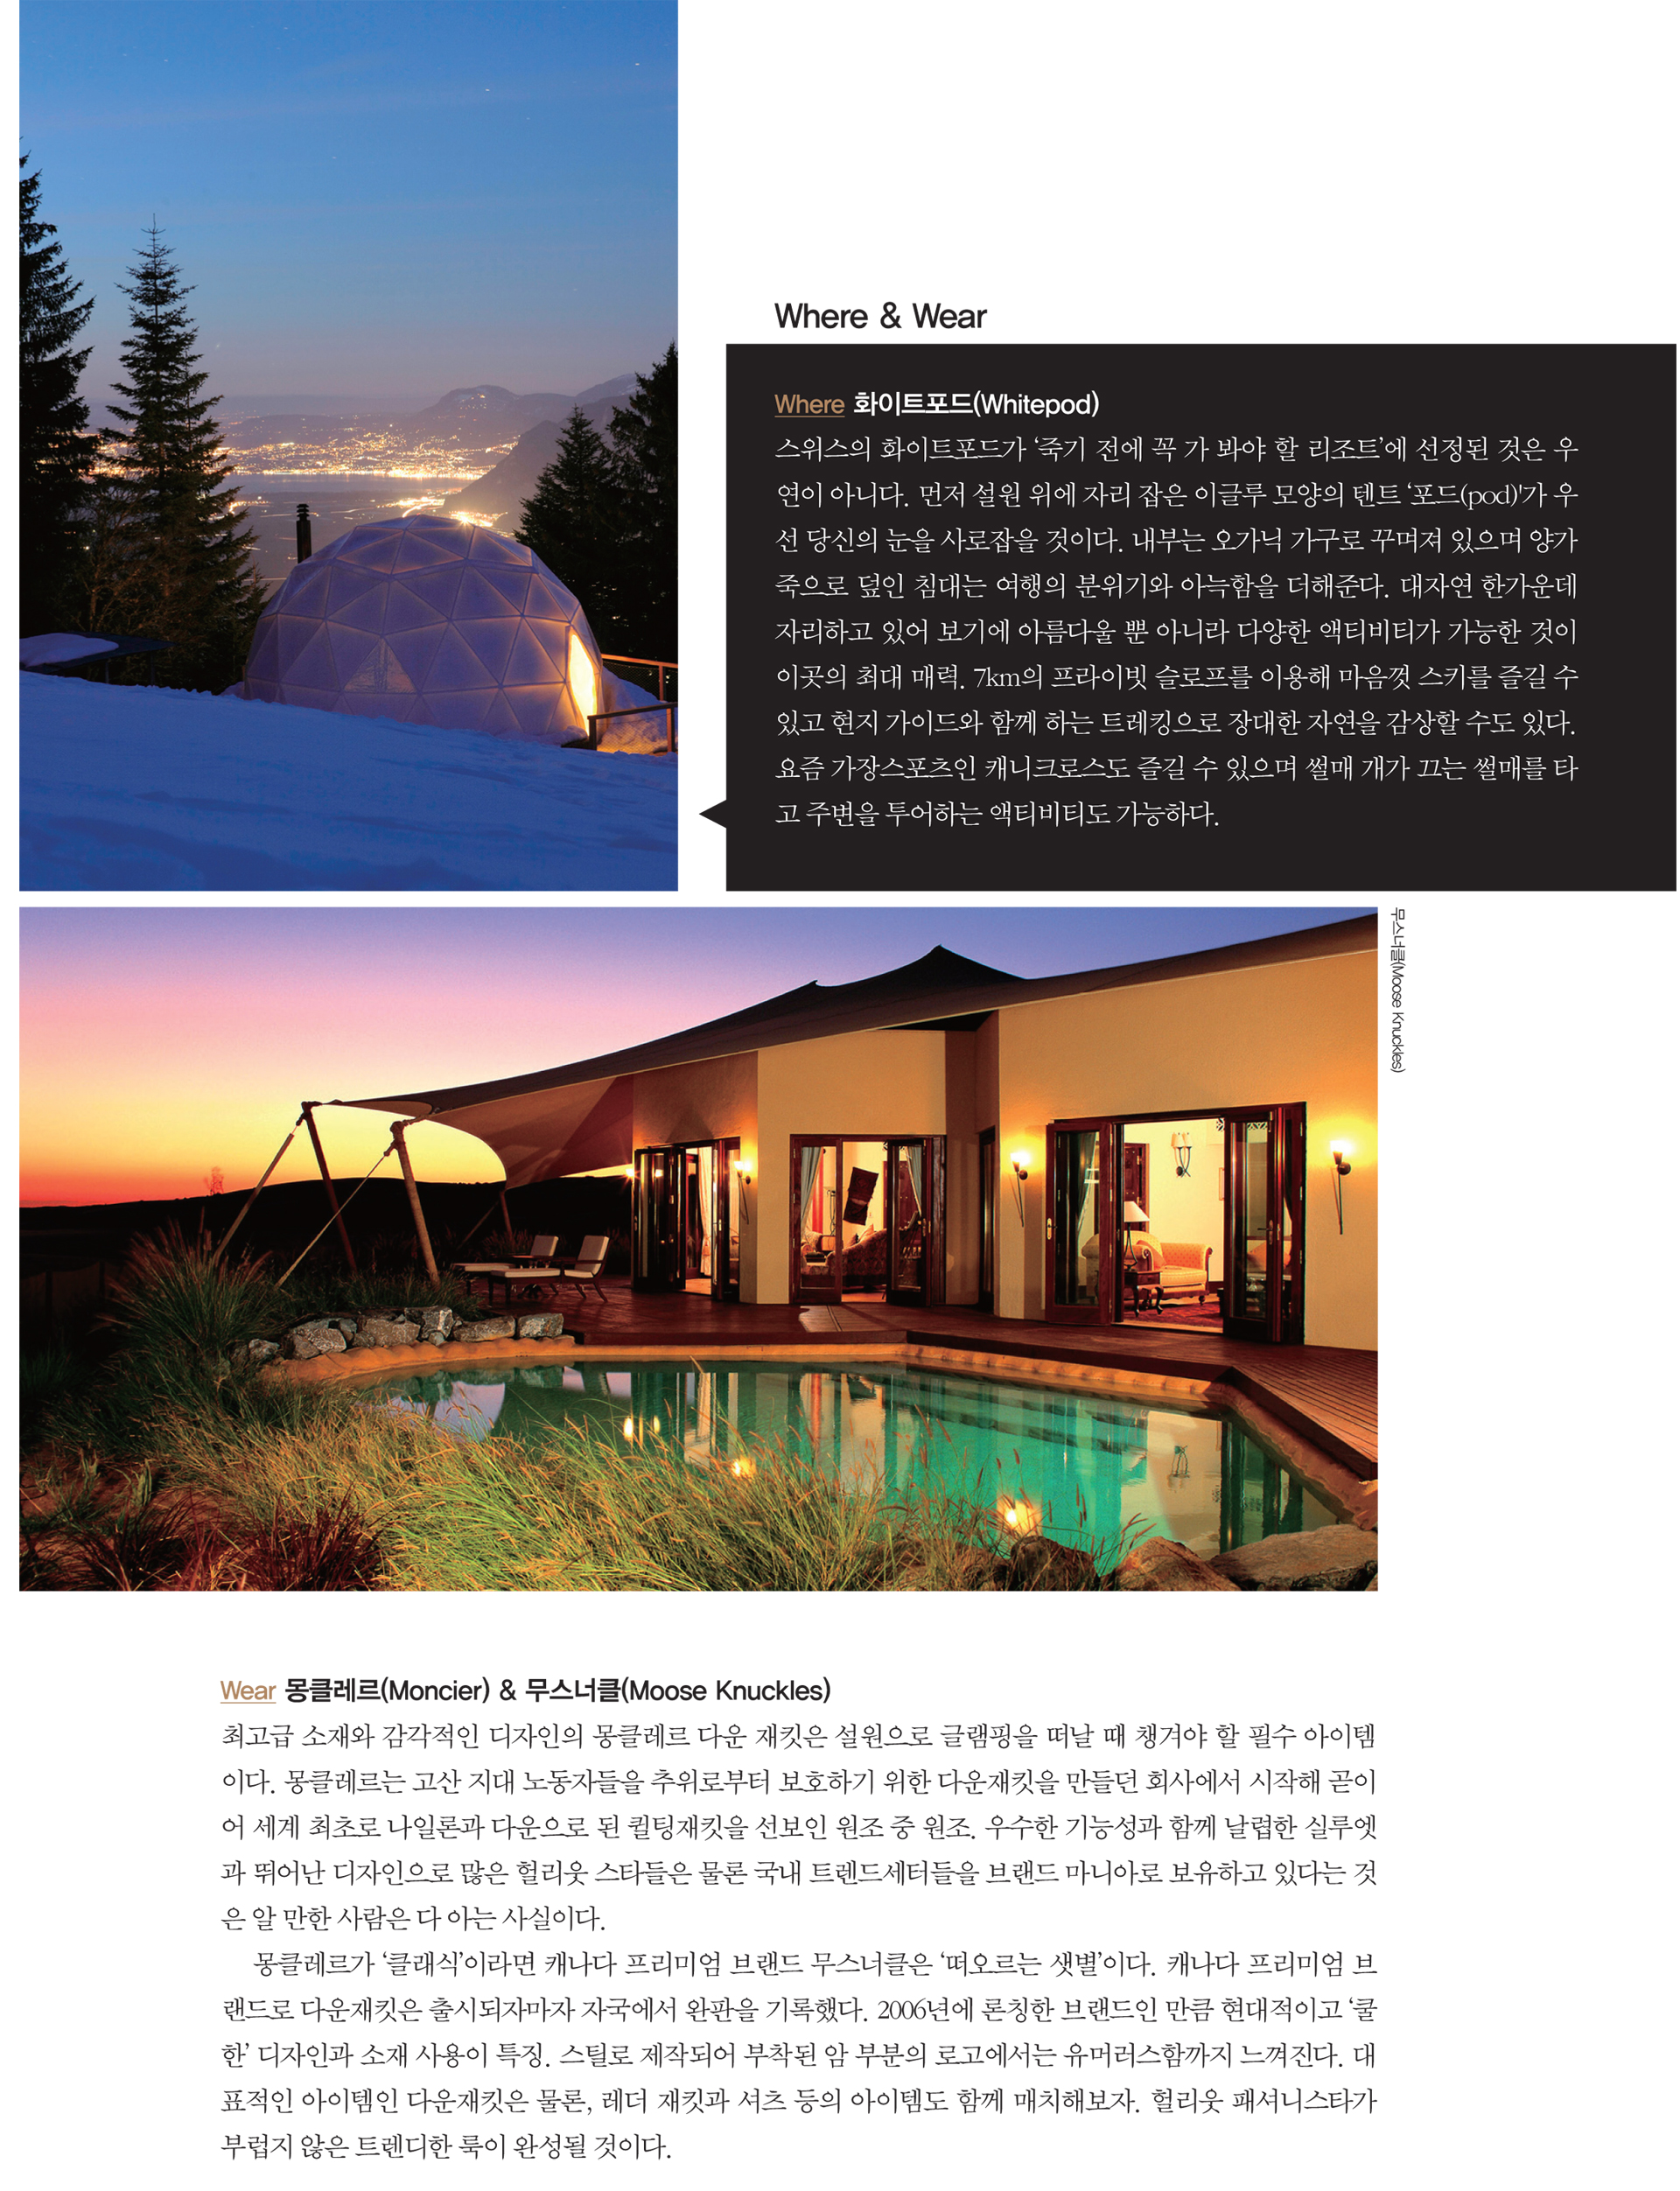 Where & Wear
Where 화이트포드(Whitepod)
스위스의 화이트포드가 ‘죽기 전에 꼭 가 봐야 할 리조트’에 선정된 것은 우
연이 아니다. 먼저 설원 위에 자리 잡은 이글루 모양의 텐트 ‘포드(pod)'가 우
선 당신의 눈을 사로잡을 것이다. 내부는 오가닉 가구로 꾸며져 있으며 양가
죽으로 덮인 침대는 여행의 분위기와 아늑함을 더해준다. 대자연 한가운데
자리하고 있어 보기에 아름다울 뿐 아니라 다양한 액티비티가 가능한 것이
이곳의 최대 매력. 7km의 프라이빗 슬로프를 이용해 마음껏 스키를 즐길 수
있고 현지 가이드와 함께 하는 트레킹으로 장대한 자연을 감상할 수도 있다.
요즘 가장스포츠인 캐니크로스도 즐길 수 있으며 썰매 개가 끄는 썰매를 타
고 주변을 투어하는 액티비티도 가능하다.
무스너클(Moose Knuckles)
Wear 몽클레르(Moncier) & 무스너클(Moose Knuckles)
최고급 소재와 감각적인 디자인의 몽클레르 다운 재킷은 설원으로 글램핑을 떠날 때 챙겨야 할 필수 아이템
이다. 몽클레르는 고산 지대 노동자들을 추위로부터 보호하기 위한 다운재킷을 만들던 회사에서 시작해 곧이
어 세계 최초로 나일론과 다운으로 된 퀼팅재킷을 선보인 원조 중 원조. 우수한 기능성과 함께 날렵한 실루엣
과 뛰어난 디자인으로 많은 헐리웃 스타들은 물론 국내 트렌드세터들을 브랜드 마니아로 보유하고 있다는 것
은 알 만한 사람은 다 아는 사실이다.
몽클레르가 ‘클래식’이라면 캐나다 프리미엄 브랜드 무스너클은 ‘떠오르는 샛별’이다. 캐나다 프리미엄 브
랜드로 다운재킷은 출시되자마자 자국에서 완판을 기록했다. 2006년에 론칭한 브랜드인 만큼 현대적이고 ‘쿨
한’ 디자인과 소재 사용이 특징. 스틸로 제작되어 부착된 암 부분의 로고에서는 유머러스함까지 느껴진다. 대
표적인 아이템인 다운재킷은 물론, 레더 재킷과 셔츠 등의 아이템도 함께 매치해보자. 헐리웃 패셔니스타가
부럽지 않은 트렌디한 룩이 완성될 것이다.